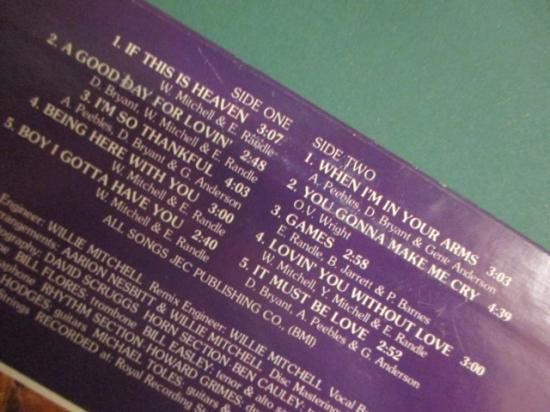 SIDE ONE
1. IF THIS IS HEAVEN 3:07
W. Mitchell & E. Randle
2. A GOOD DAY FOR LOVIN' 2:48
D. Bryant, W. Mitchell & E. Randle
3. I'M SO THANKFUL 4:03
A. Peebles, D. Bryant & G. Anderson
4. BEING HERE WITH YOU 3:00
W. Mitchell & E. Randle
5. BOY I GOTTA HAVE YOU 2:40
W. Mitchell & E. Randle
SIDE TWO
1. WHEN I'M IN YOUR ARMS 3:03
A. Peebles, D. Bryant & Gene Anderson
2. YOU GONNA MAKE ME CRY 4:39
O.V. Wright
3. GAMES 2:58
E. Randle, B. Jarrett & P. Barnes
4. LOVIN YOU WITHOUT LOVE 3:00
W. Mitchell, Y. Mitchell & E. Randle
5. IT MUST BE LOVE 2:52
D. Bryant, A. Peebles & G. Anderson
ALL SONGS JEC PUBLISHING CO., (BMI)
Engineer: WILLIE MITCHELL Remix Engineer: WILLIE MITCHELL Vocal
AARON NESBITT & WILLIE MITCHELL Disc Mastering
DAVID SCRUGGS HORN SECTION: BEN CAULEY:
BILL FLORES: trombone BILL EASLEY: tenor & alto
RHYTHM SECTION: HOWARD GRIMES:
HODGES, guitars MICHAEL TOLES, guitars &
Strings RECORDED at: Royal Recording